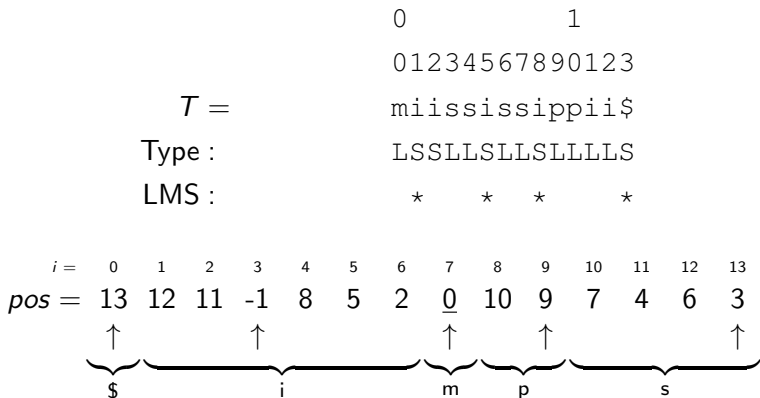 0 1
01234567890123
T = miissississippii$
Type : LSSLLSLLSLLLLS
LMS : * * * *
i = 0 1 2 3 4 5 6 7 8 9 10 11 12 13
pos = 13 12 11 -1 8 5 2 0 10 9 7 4 6 3
↑ ↑ ↑ ↑ ↑
$ i m p s